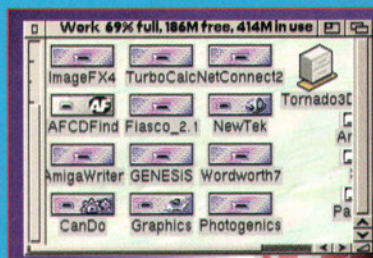 Work 69% full, 186M free, 414M in use
ImageFX4 TurboCalc NetConnect2
Tornado3D
AF
AFCDFind Fiasco_2.1 NewTek
AmigaWriter GENESiS Wordworth7
CanDo Graphics Photogenics